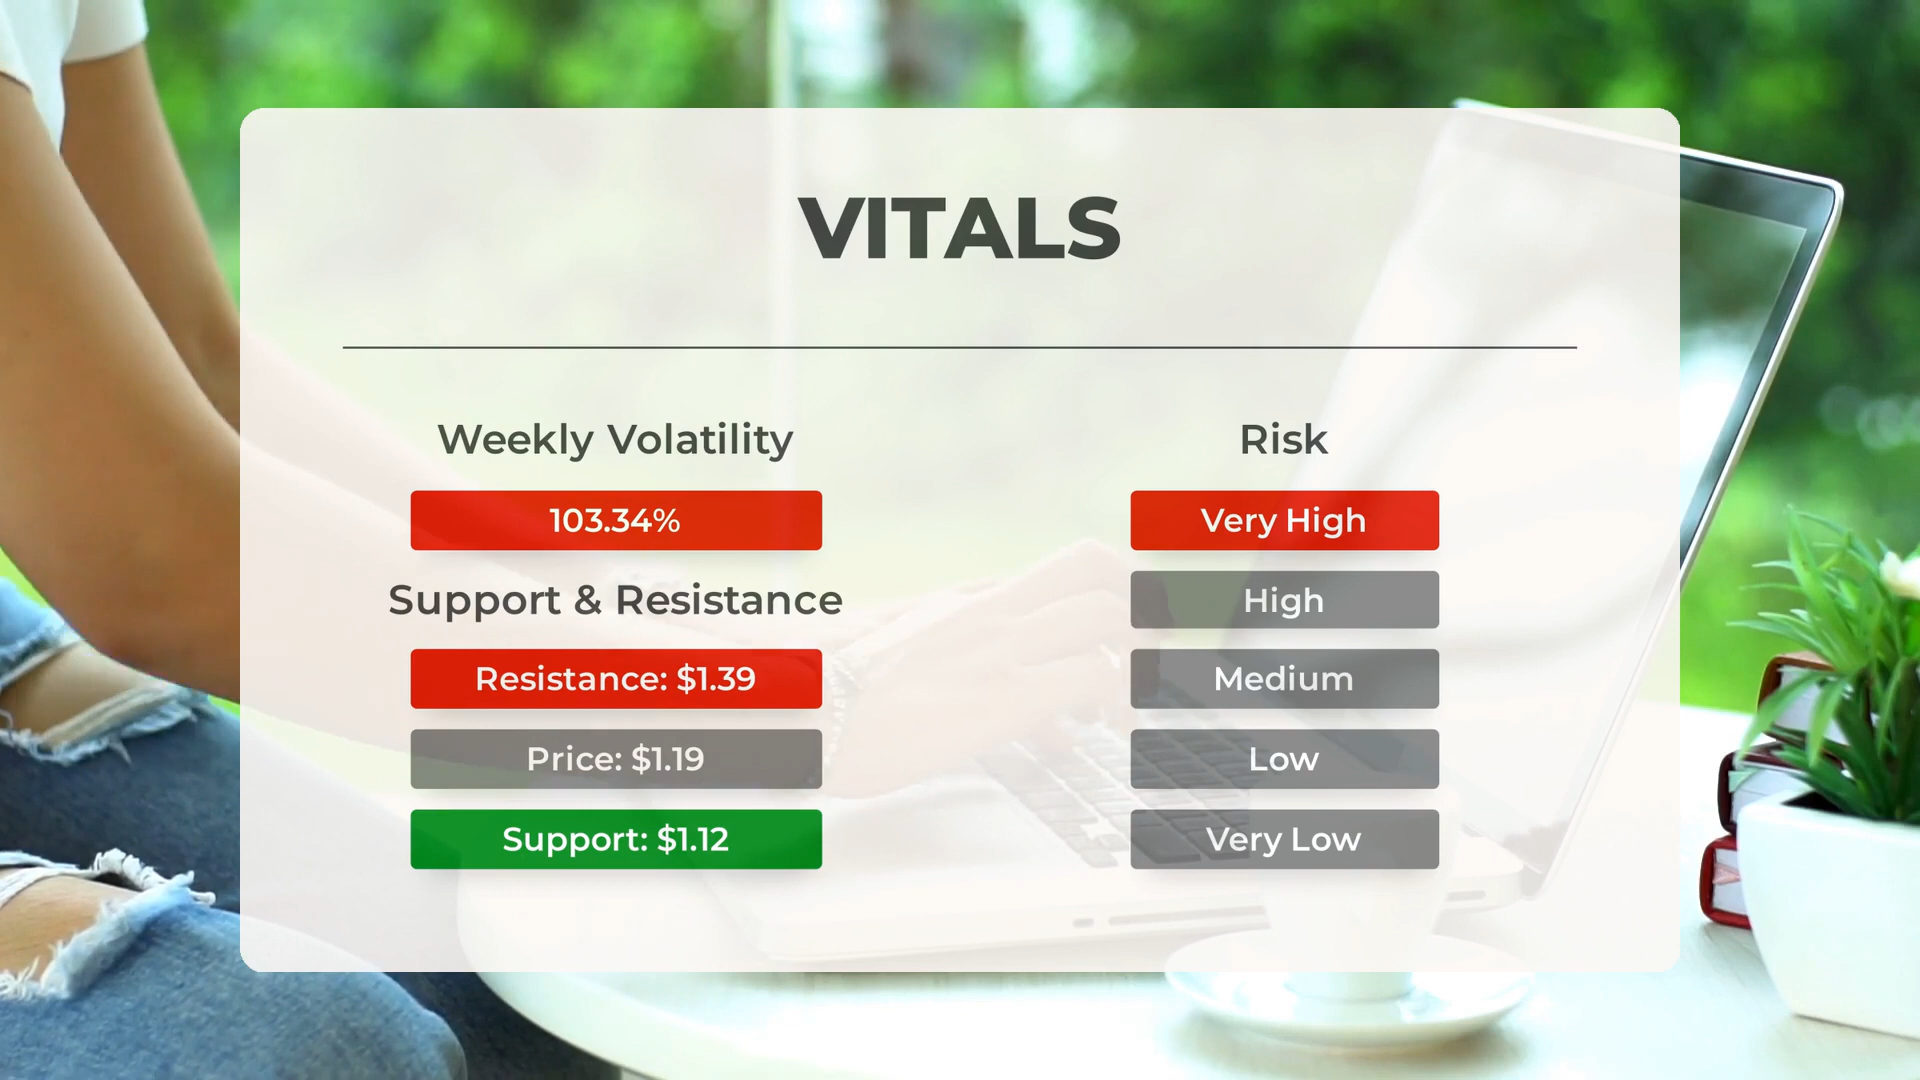 VITALS
Weekly Volatility
103.34%
Support & Resistance
Resistance: $1.39
Price: $1.19
Support: $1.12
Risk
Very High
High
Medium
Low
Very Low